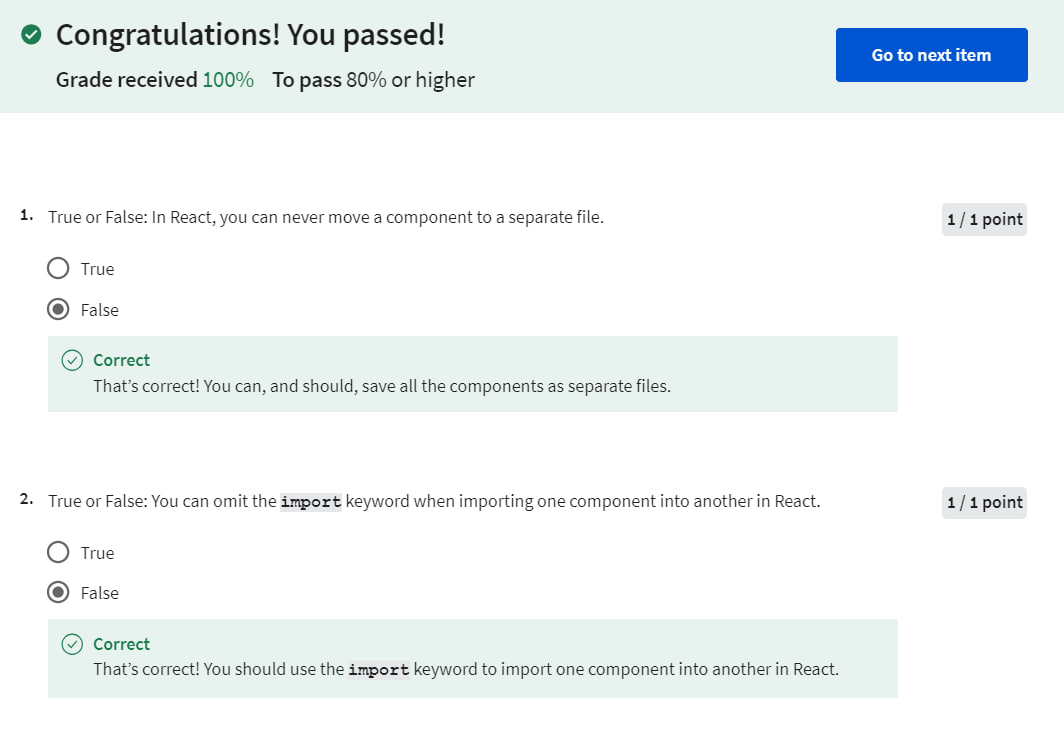 Congratulations! You passed!
Go to next item
Grade received 100% To pass 80% or higher
1. True or False: In React, you can never move a component to a separate file.
1 / 1 point
True
False
Correct
That’s correct! You can, and should, save all the components as separate files.
2. True or False: You can omit the import keyword when importing one component into another in React.
1 / 1 point
True
False
Correct
That’s correct! You should use the import keyword to import one component into another in React.